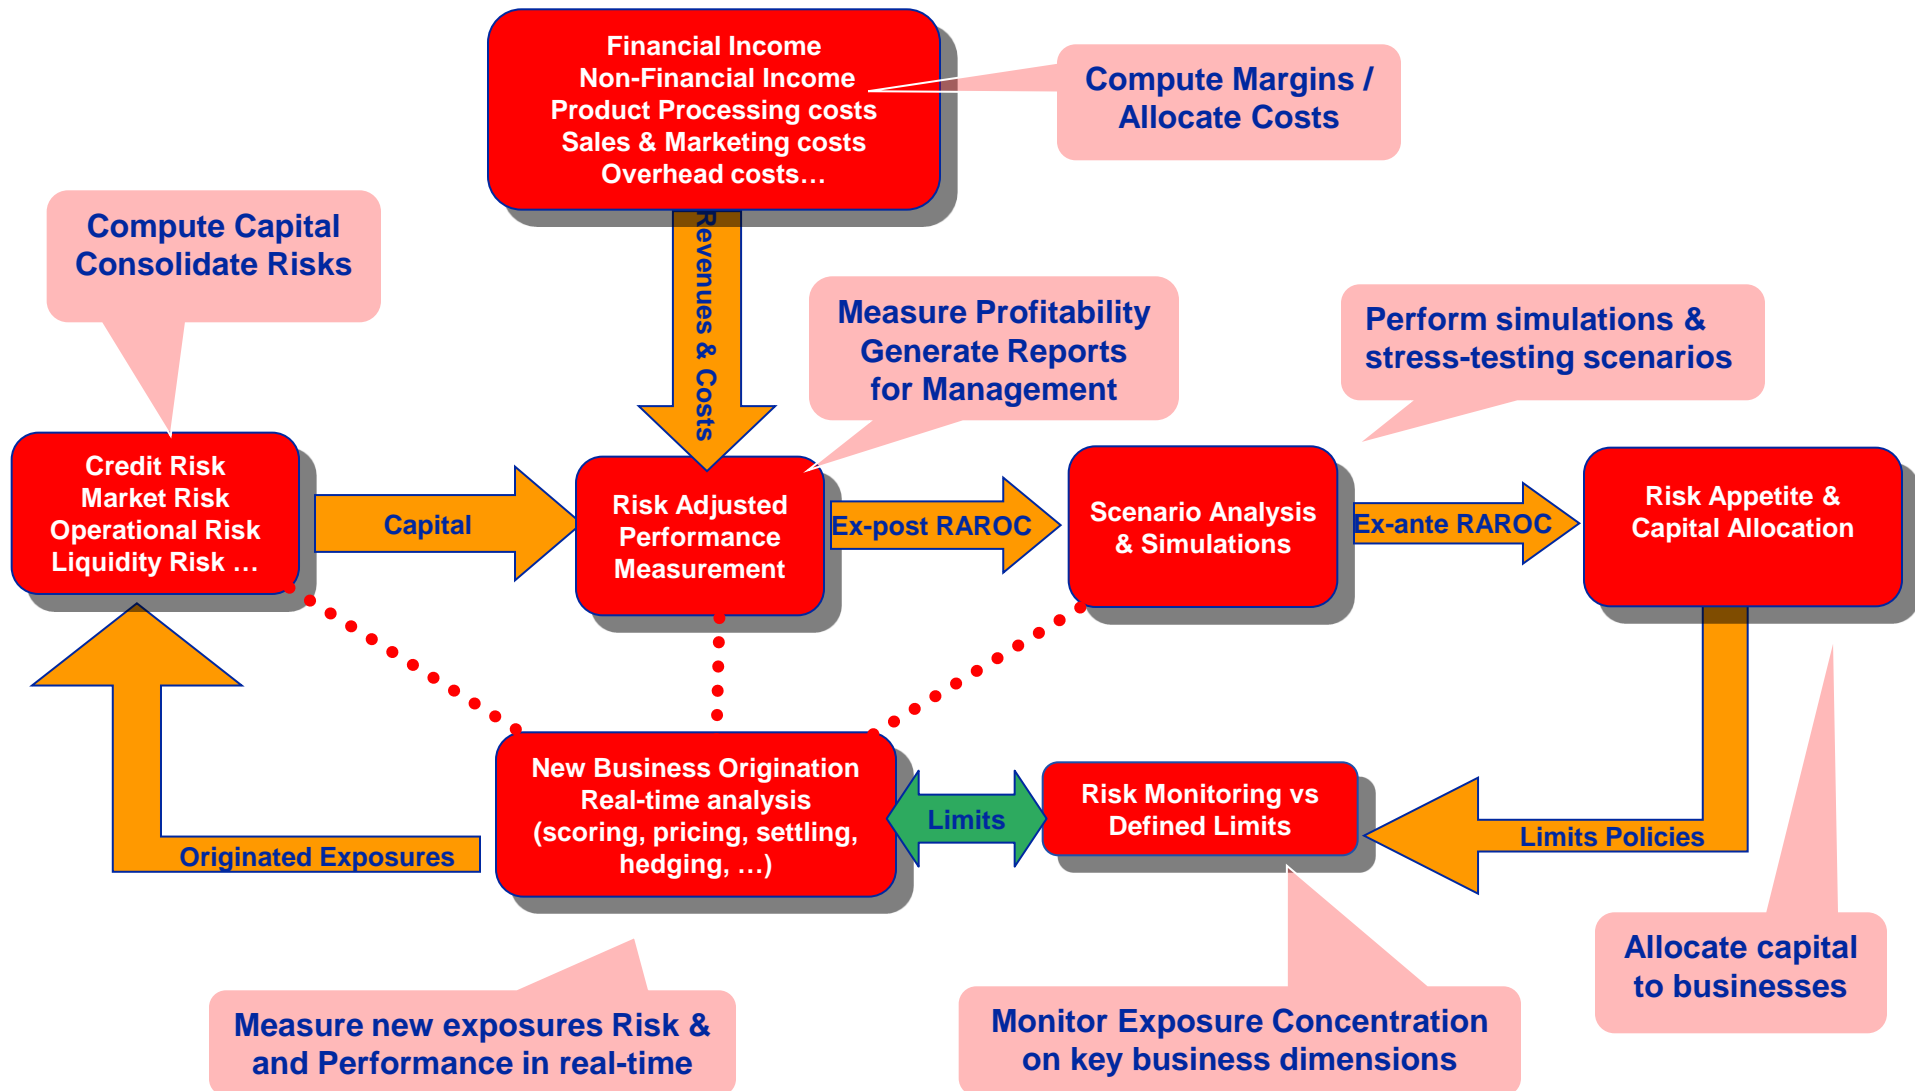 Financial Income
Non-Financial Income
Product Processing costs
Sales & Marketing costs
Overhead costs…
Compute Margins /
Allocate Costs
Compute Capital
Consolidate Risks
Revenues & Costs
Measure Profitability
Generate Reports
for Management
Perform simulations &
stress-testing scenarios
Credit Risk
Market Risk
Operational Risk
Liquidity Risk …
Capital
Risk Adjusted
Performance
Measurement
Ex-post RAROC
Scenario Analysis
& Simulations
Ex-ante RAROC
Risk Appetite &
Capital Allocation
New Business Origination
Real-time analysis
(scoring, pricing, settling,
hedging, …)
Limits
Risk Monitoring vs
Defined Limits
Limits Policies
Originated Exposures
Allocate capital
to businesses
Measure new exposures Risk &
and Performance in real-time
Monitor Exposure Concentration
on key business dimensions